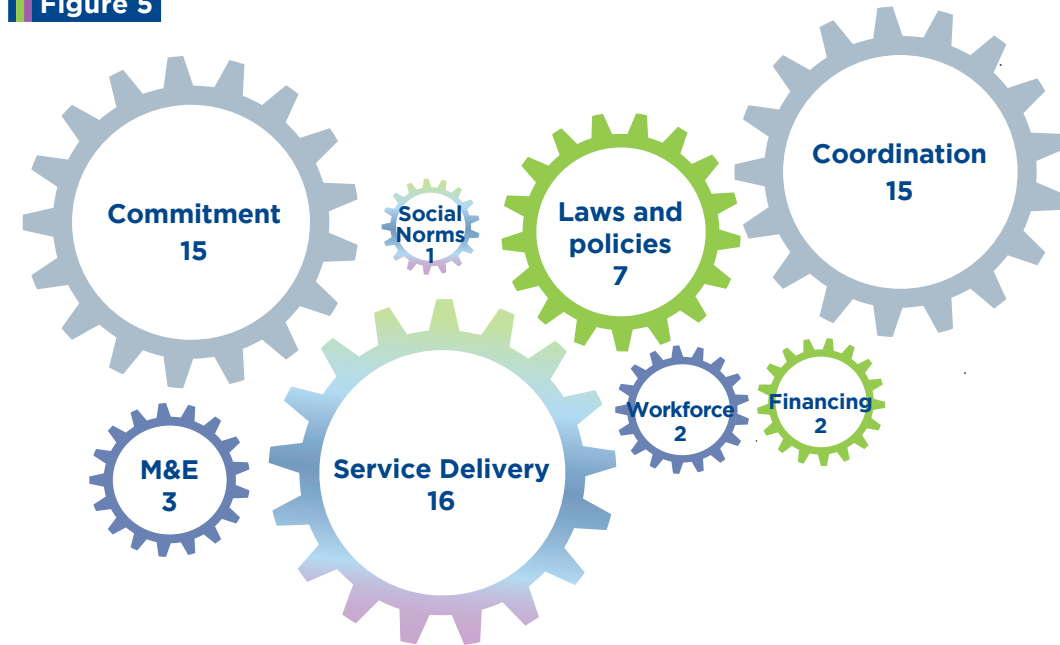 Figure 5
Commitment
15
Social
Norms
1
Laws and
policies
7
Coordination
15
M&E
3
Service Delivery
16
Workforce
2
Financing
2